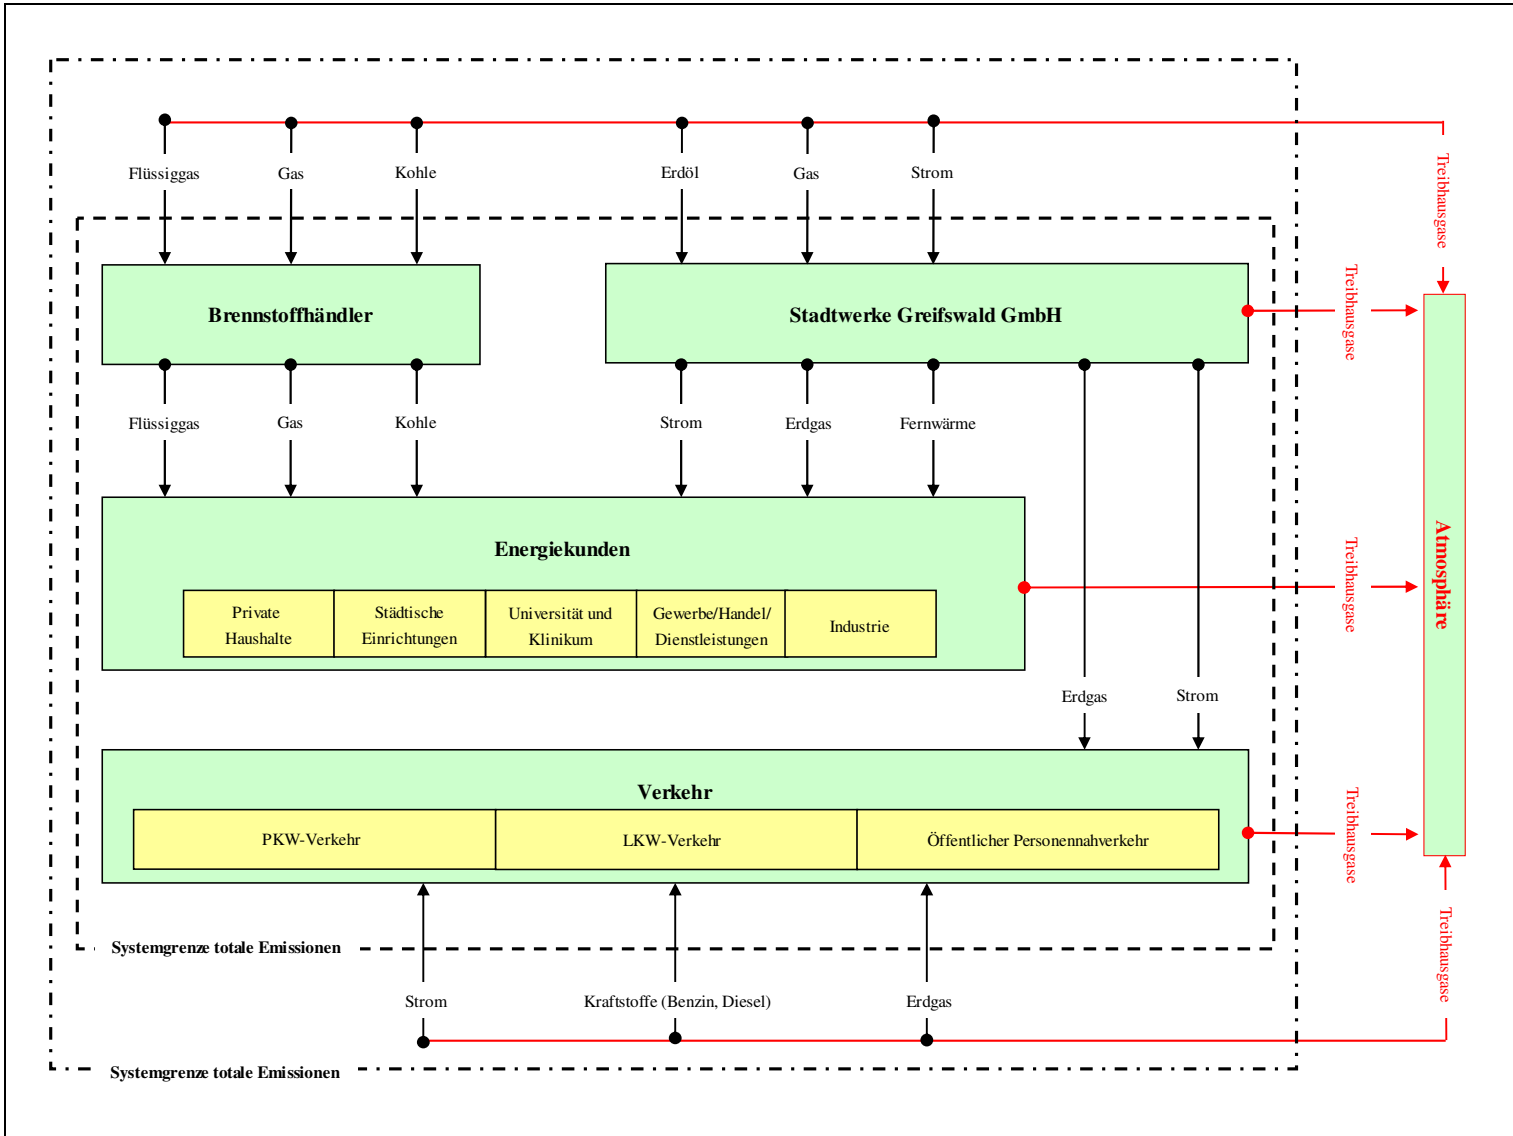 Flüssiggas
Gas
Kohle
Erdöl
Gas
Strom
Treibhausgase
Brennstoffhändler
Stadtwerke Greifswald GmbH
Treibhausgase
Flüssiggas
Gas
Kohle
Strom
Erdgas
Fernwärme
Energiekunden
Private
Haushalte
Städtische
Einrichtungen
Universität und
Klinikum
Gewerbe/Handel/
Dienstleistungen
Industrie
Treibhausgase
Atmosphäre
Erdgas
Strom
Verkehr
PKW-Verkehr
LKW-Verkehr
Öffentlicher Personennahverkehr
Treibhausgase
Systemgrenze totale Emissionen
Strom
Kraftstoffe (Benzin, Diesel)
Erdgas
Treibhausgase
Systemgrenze totale Emissionen